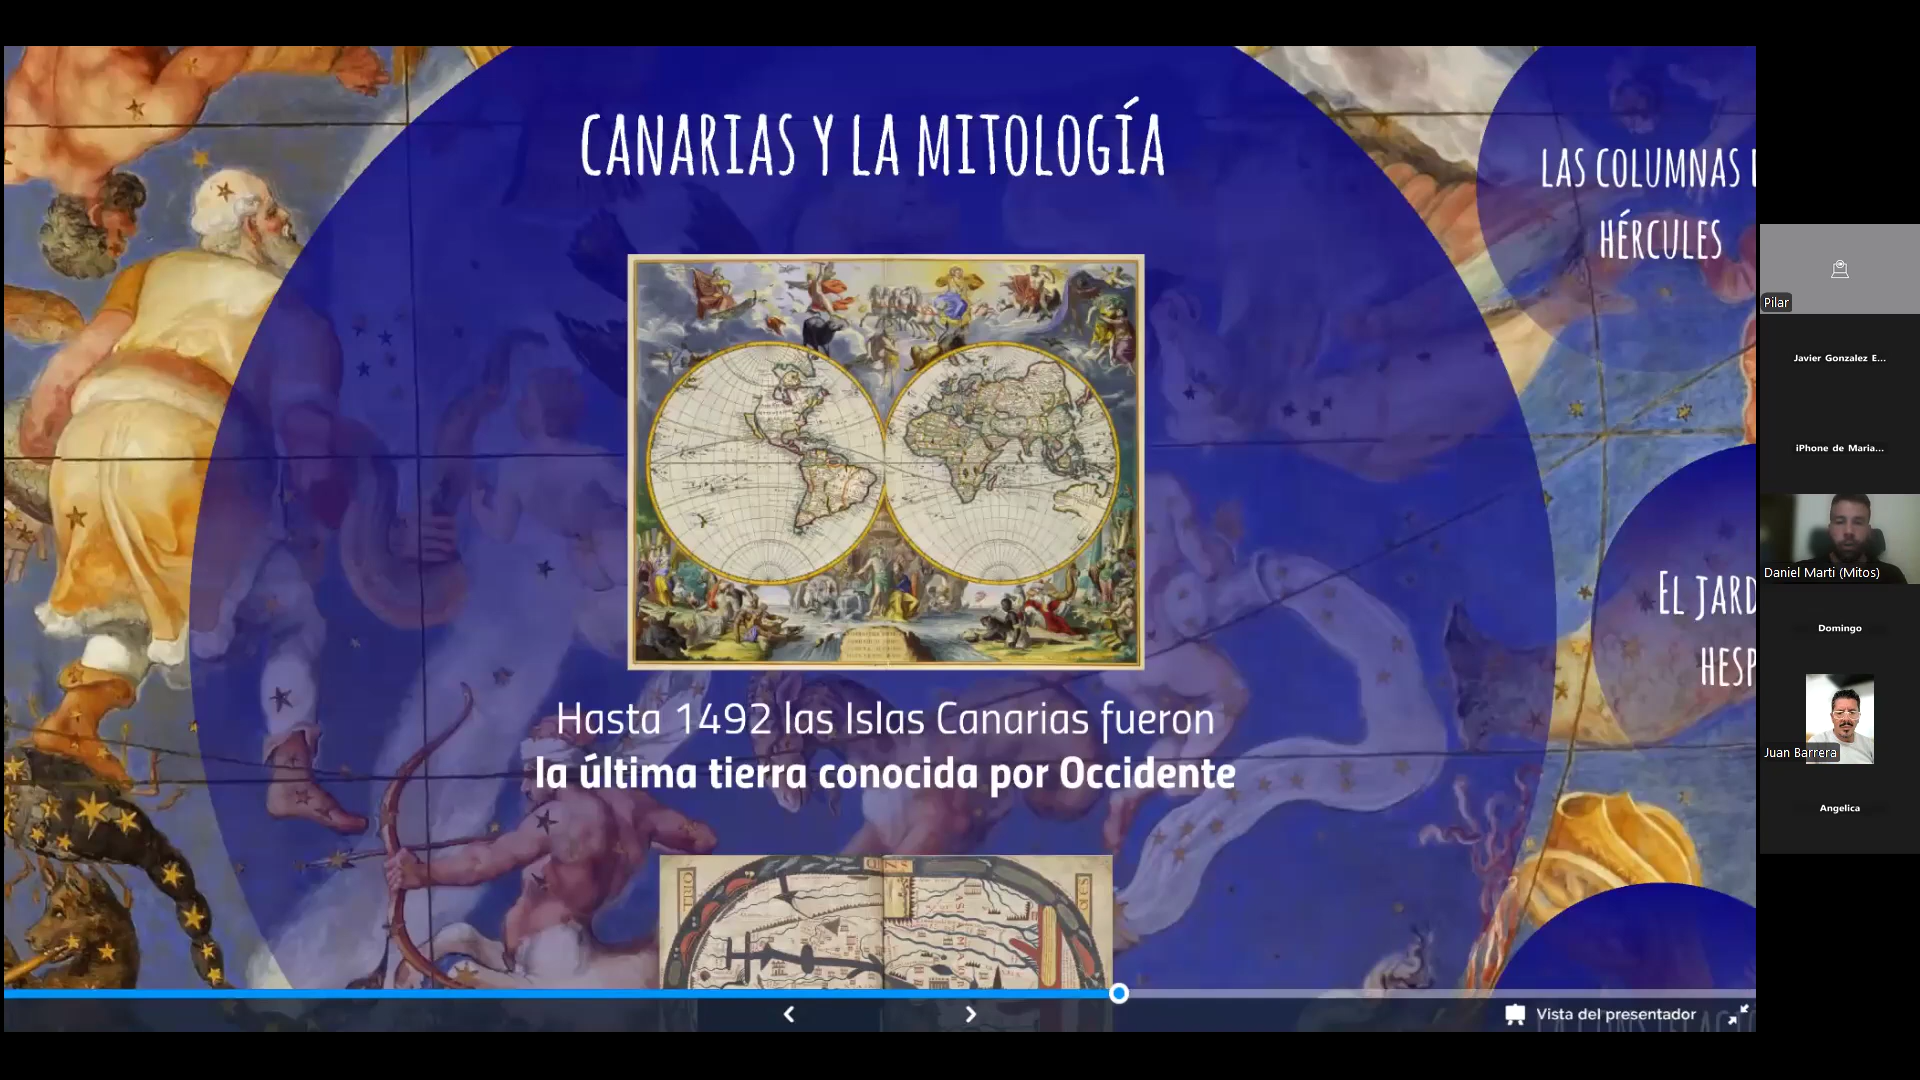 CANARIAS Y LA MITOLOGÍA
LAS COLUMNAS
HÉRCULES
EL JARD
HESP
Hasta 1492 las Islas Canarias fueron
la última tierra conocida por Occidente
Vista del presentador
Pilar
Javier Gonzalez E...
iPhone de Maria...
Daniel Marti (Mitos)
Domingo
Juan Barrera
Angelica